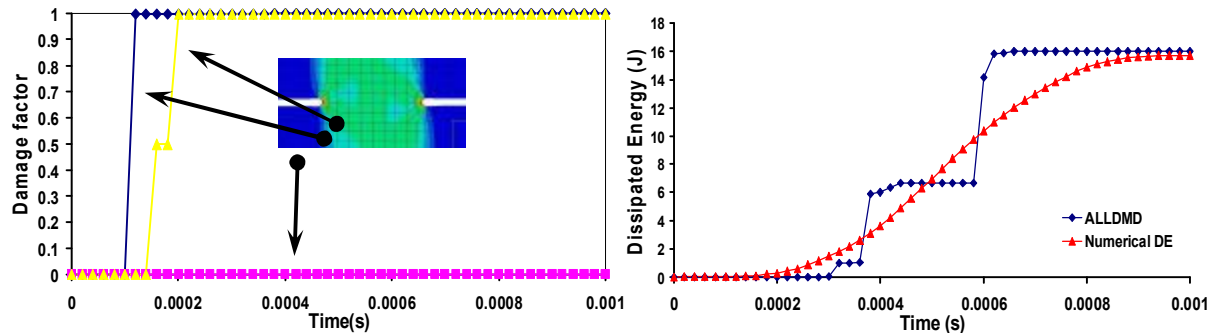 Damage factor
1
0.9
0.8
0.7
0.6
0.5
0.4
0.3
0.2
0.1
0
0 0.0002 0.0004 0.0006 0.0008 0.001
Time(s)
Dissipated Energy (J)
18
16
14
12
10
8
6
4
2
0
ALLDMD
Numerical DE
0 0.0002 0.0004 0.0006 0.0008 0.001
Time (s)